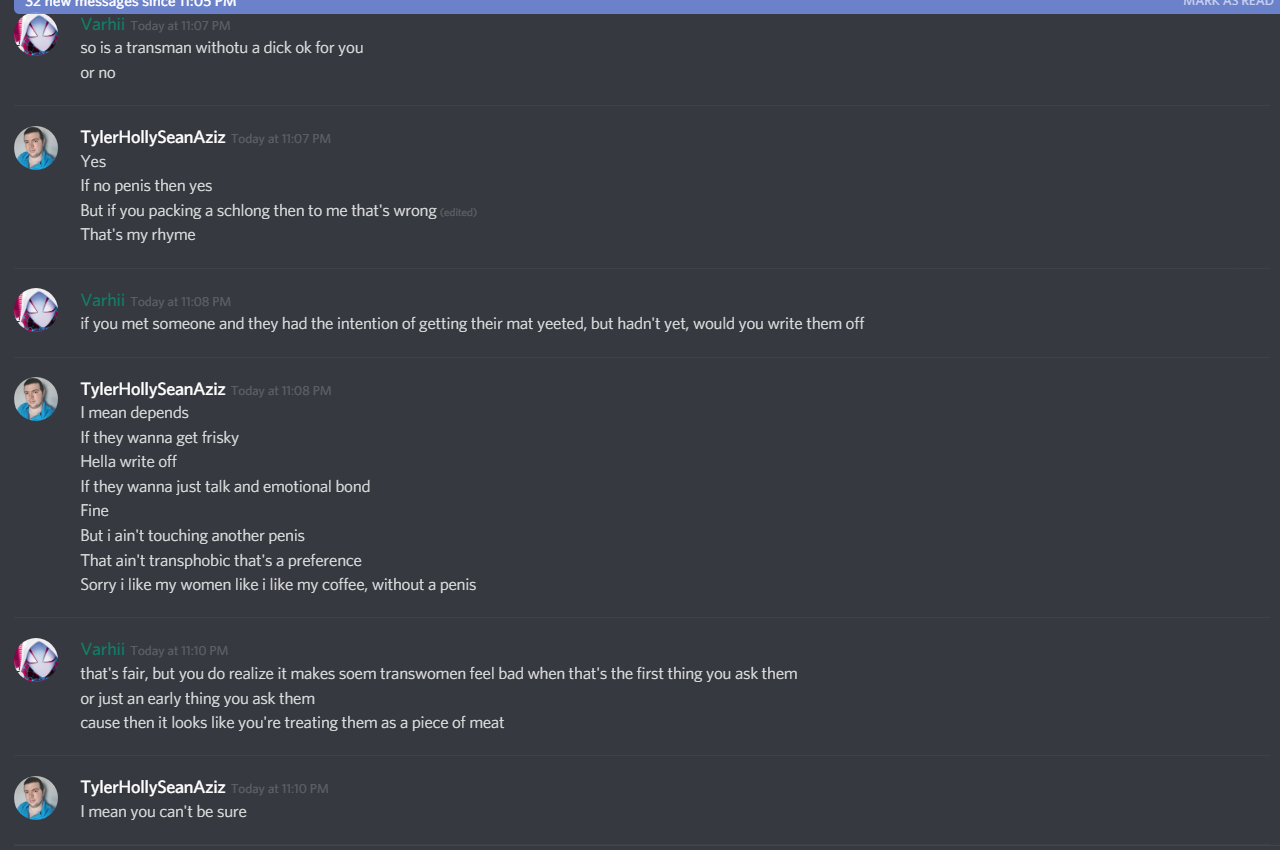 32 new messages since 11:05 PM
MARK AS READ
Varhii Today at 11:07 PM
so is a transman withotu a dick ok for you
or no
TylerHollySeanAziz Today at 11:07 PM
Yes
If no penis then yes
But if you packing a schlong then to me that's wrong (edited)
That's my rhyme
Varhii Today at 11:08 PM
if you met someone and they had the intention of getting their mat yeeted, but hadn't yet, would you write them off
TylerHollySeanAziz Today at 11:08 PM
I mean depends
If they wanna get frisky
Hella write off
If they wanna just talk and emotional bond
Fine
But i ain't touching another penis
That ain't transphobic that's a preference
Sorry i like my women like i like my coffee, without a penis
Varhii Today at 11:10 PM
that's fair, but you do realize it makes soem transwomen feel bad when that's the first thing you ask them
or just an early thing you ask them
cause then it looks like you're treating them as a piece of meat
TylerHollySeanAziz Today at 11:10 PM
I mean you can't be sure